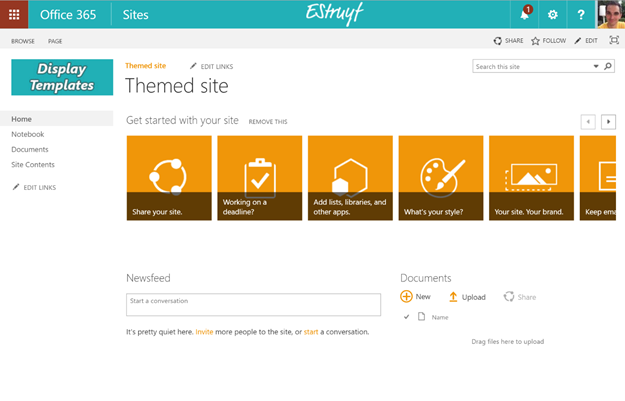 Office 365
Sites
EStruyf
1
?
BROWSE
PAGE
SHARE
FOLLOW
EDIT
Display
Templates
Themed site
EDIT LINKS
Search this site
Themed site
Home
Notebook
Documents
Site Contents
EDIT LINKS
Get started with your site
REMOVE THIS
Share your site.
Working on a
deadline?
Add lists, libraries, and
other apps.
What's your style?
Your site. Your brand.
Keep ema
Newsfeed
Start a conversation
It's pretty quiet here. Invite more people to the site, or start a conversation.
Documents
New
Upload
Share
Name
Drag files here to upload